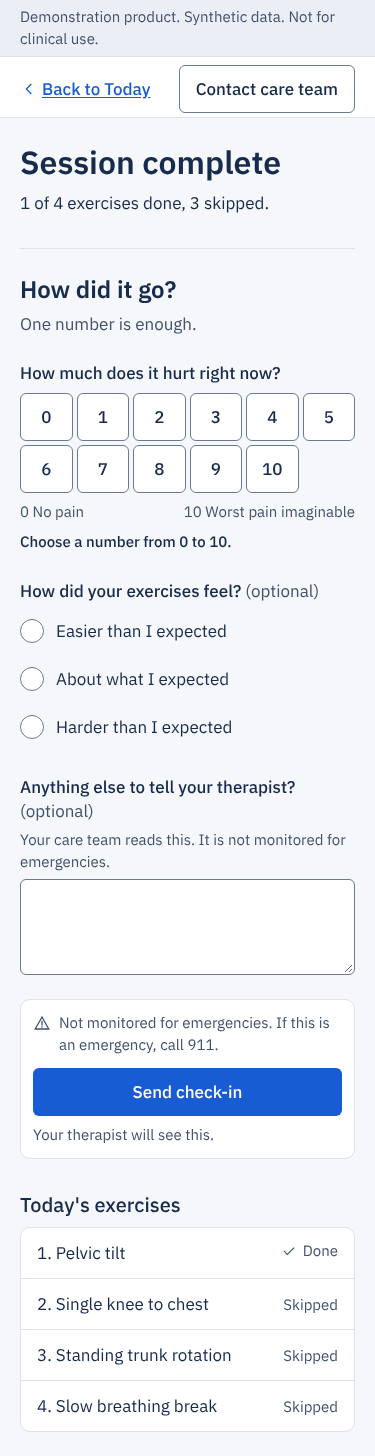 Demonstration product. Synthetic data. Not for
clinical use.
Back to Today
Contact care team
Session complete
1 of 4 exercises done, 3 skipped.
How did it go?
One number is enough.
How much does it hurt right now?
0 1 2 3 4 5
6 7 8 9 10
0 No pain 10 Worst pain imaginable
Choose a number from 0 to 10.
How did your exercises feel? (optional)
Easier than I expected
About what I expected
Harder than I expected
Anything else to tell your therapist?
(optional)
Your care team reads this. It is not monitored for
emergencies.
Not monitored for emergencies. If this is
an emergency, call 911.
Send check-in
Your therapist will see this.
Today's exercises
1. Pelvic tilt Done
2. Single knee to chest Skipped
3. Standing trunk rotation Skipped
4. Slow breathing break Skipped